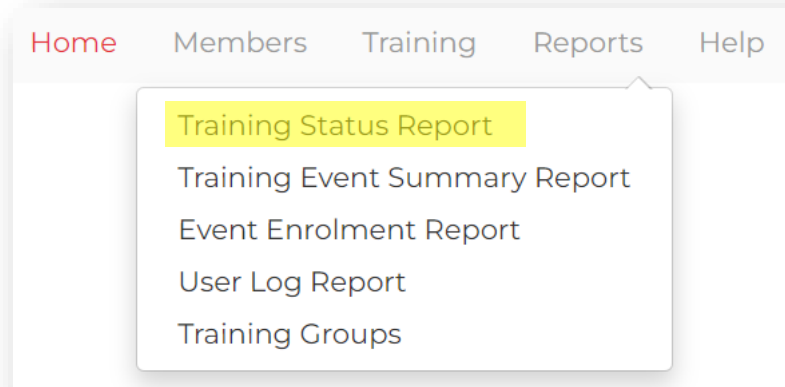 Home Members Training Reports Help
Training Status Report
Training Event Summary Report
Event Enrolment Report
User Log Report
Training Groups